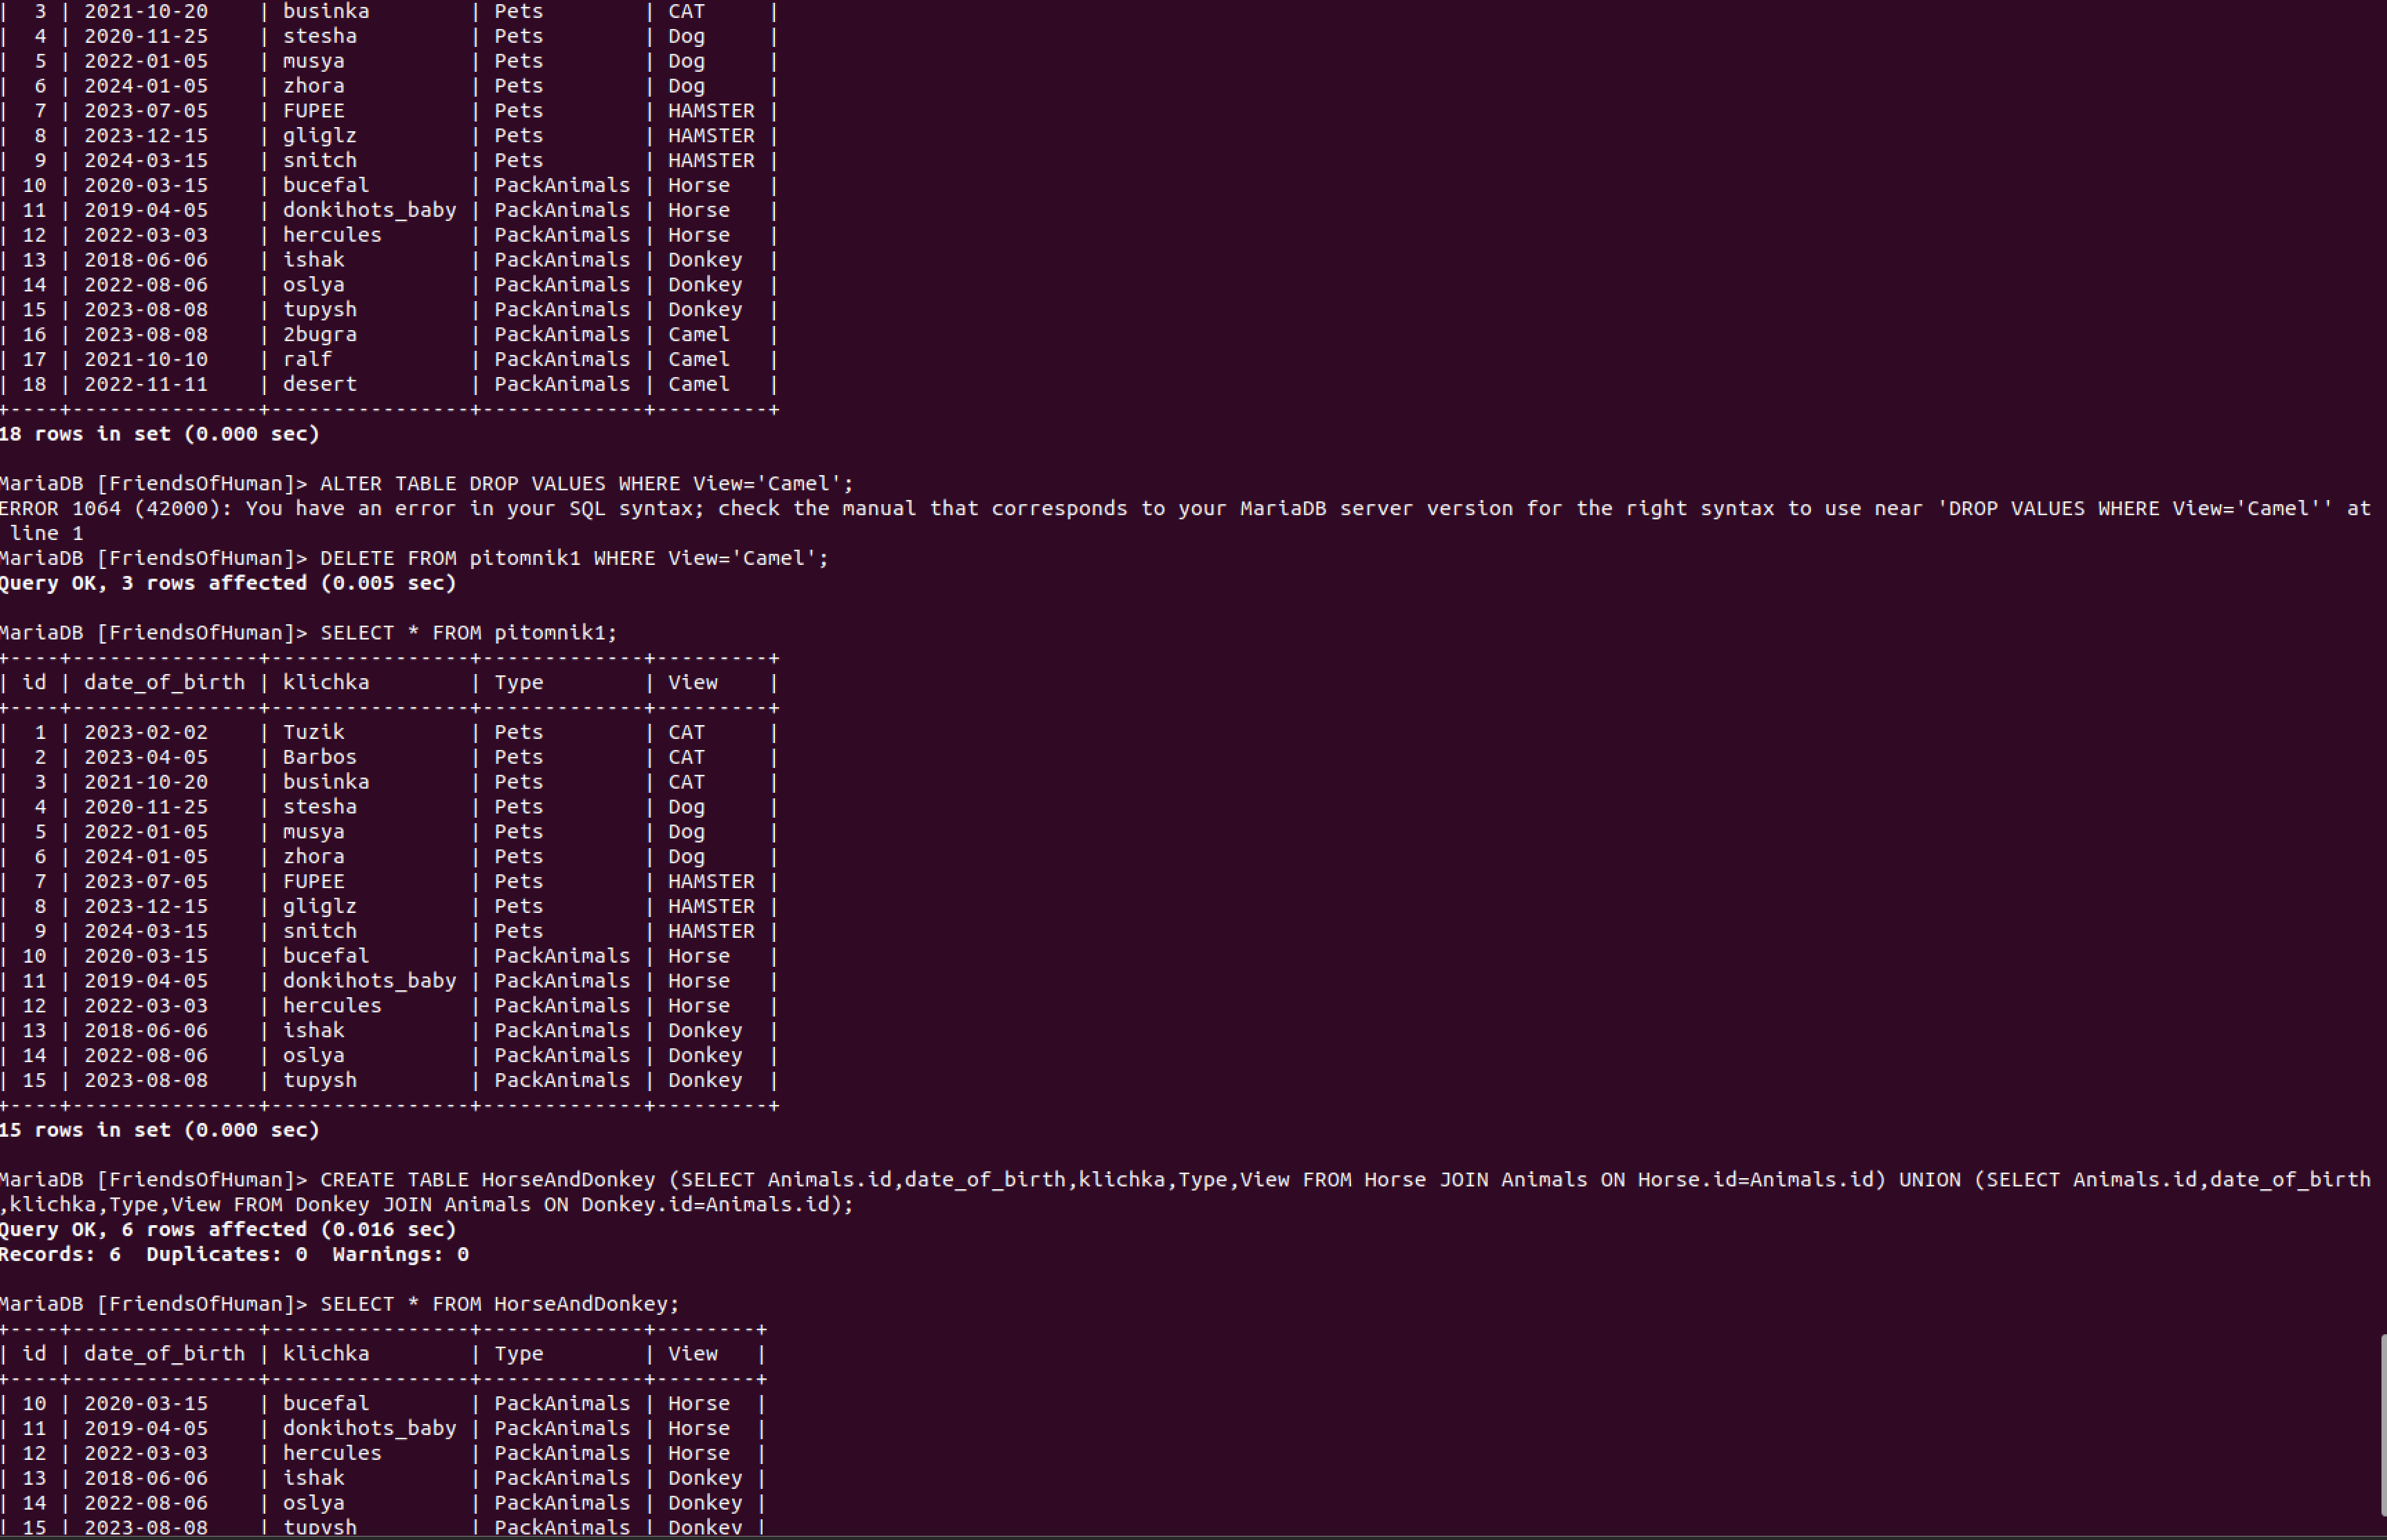 |  3 | 2021-10-20    | businka        | Pets        | CAT     |
|  4 | 2020-11-25    | stesha         | Pets        | Dog     |
|  5 | 2022-01-05    | musya          | Pets        | Dog     |
|  6 | 2024-01-05    | zhora          | Pets        | Dog     |
|  7 | 2023-07-05    | FUPEE          | Pets        | HAMSTER |
|  8 | 2023-12-15    | gliglz         | Pets        | HAMSTER |
|  9 | 2024-03-15    | snitch         | Pets        | HAMSTER |
| 10 | 2020-03-15    | bucefal        | PackAnimals | Horse   |
| 11 | 2019-04-05    | donkihots_baby | PackAnimals | Horse   |
| 12 | 2022-03-03    | hercules       | PackAnimals | Horse   |
| 13 | 2018-06-06    | ishak          | PackAnimals | Donkey  |
| 14 | 2022-08-06    | oslya          | PackAnimals | Donkey  |
| 15 | 2023-08-08    | tupysh         | PackAnimals | Donkey  |
| 16 | 2023-08-08    | 2bugra         | PackAnimals | Camel   |
| 17 | 2021-10-10    | ralf           | PackAnimals | Camel   |
| 18 | 2022-11-11    | desert         | PackAnimals | Camel   |
+----+---------------+----------------+-------------+---------+
18 rows in set (0.000 sec)
MariaDB [FriendsOfHuman]> ALTER TABLE DROP VALUES WHERE View='Camel';
ERROR 1064 (42000): You have an error in your SQL syntax; check the manual that corresponds to your MariaDB server version for the right syntax to use near 'DROP VALUES WHERE View='Camel'' at
 line 1
MariaDB [FriendsOfHuman]> DELETE FROM pitomnik1 WHERE View='Camel';
Query OK, 3 rows affected (0.005 sec)
MariaDB [FriendsOfHuman]> SELECT * FROM pitomnik1;
+----+---------------+----------------+-------------+---------+
| id | date_of_birth | klichka        | Type        | View    |
+----+---------------+----------------+-------------+---------+
|  1 | 2023-02-02    | Tuzik          | Pets        | CAT     |
|  2 | 2023-04-05    | Barbos         | Pets        | CAT     |
|  3 | 2021-10-20    | businka        | Pets        | CAT     |
|  4 | 2020-11-25    | stesha         | Pets        | Dog     |
|  5 | 2022-01-05    | musya          | Pets        | Dog     |
|  6 | 2024-01-05    | zhora          | Pets        | Dog     |
|  7 | 2023-07-05    | FUPEE          | Pets        | HAMSTER |
|  8 | 2023-12-15    | gliglz         | Pets        | HAMSTER |
|  9 | 2024-03-15    | snitch         | Pets        | HAMSTER |
| 10 | 2020-03-15    | bucefal        | PackAnimals | Horse   |
| 11 | 2019-04-05    | donkihots_baby | PackAnimals | Horse   |
| 12 | 2022-03-03    | hercules       | PackAnimals | Horse   |
| 13 | 2018-06-06    | ishak          | PackAnimals | Donkey  |
| 14 | 2022-08-06    | oslya          | PackAnimals | Donkey  |
| 15 | 2023-08-08    | tupysh         | PackAnimals | Donkey  |
+----+---------------+----------------+-------------+---------+
15 rows in set (0.000 sec)
MariaDB [FriendsOfHuman]> CREATE TABLE HorseAndDonkey (SELECT Animals.id,date_of_birth,klichka,Type,View FROM Horse JOIN Animals ON Horse.id=Animals.id) UNION (SELECT Animals.id,date_of_birth
,klichka,Type,View FROM Donkey JOIN Animals ON Donkey.id=Animals.id);
Query OK, 6 rows affected (0.016 sec)
Records: 6  Duplicates: 0  Warnings: 0
MariaDB [FriendsOfHuman]> SELECT * FROM HorseAndDonkey;
+----+---------------+----------------+-------------+--------+
| id | date_of_birth | klichka        | Type        | View   |
+----+---------------+----------------+-------------+--------+
| 10 | 2020-03-15    | bucefal        | PackAnimals | Horse  |
| 11 | 2019-04-05    | donkihots_baby | PackAnimals | Horse  |
| 12 | 2022-03-03    | hercules       | PackAnimals | Horse  |
| 13 | 2018-06-06    | ishak          | PackAnimals | Donkey |
| 14 | 2022-08-06    | oslya          | PackAnimals | Donkey |
| 15 | 2023-08-08    | tupysh         | PackAnimals | Donkey |